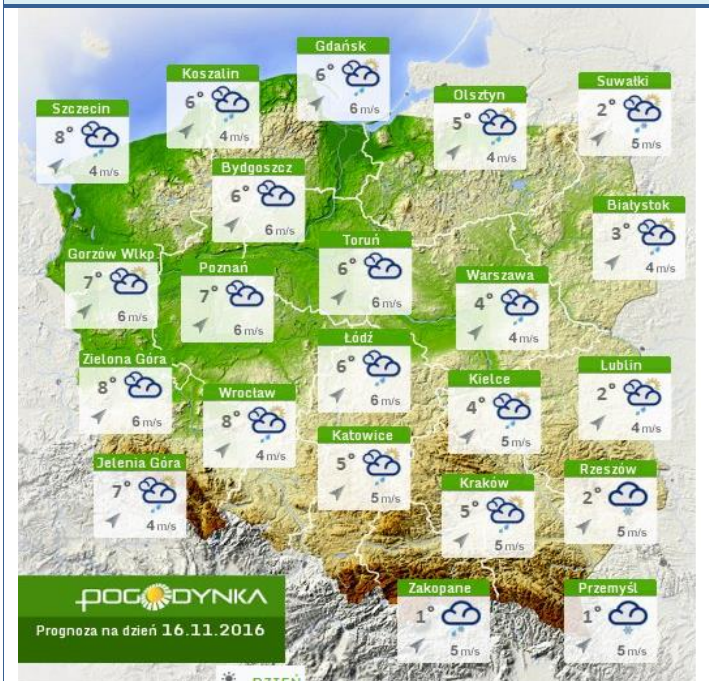 Gdańsk
6°
6 m/s
Koszalin
6°
4 m/s
Suwałki
2°
5 m/s
Olsztyn
5°
4 m/s
Szczecin
8°
4 m/s
Bydgoszcz
6°
6 m/s
Białystok
3°
4 m/s
Toruń
6°
6 m/s
Gorzów Wlkp.
7°
6 m/s
Poznań
7°
6 m/s
Warszawa
4°
4 m/s
Łódź
6°
6 m/s
Zielona Góra
8°
6 m/s
Lublin
2°
4 m/s
Kielce
4°
5 m/s
Wrocław
8°
4 m/s
Katowice
5°
5 m/s
Jelenia Góra
7°
4 m/s
Rzeszów
2°
5 m/s
Kraków
5°
5 m/s
Zakopane
1°
5 m/s
Przemyśl
1°
5 m/s
POGODYNKA
Prognoza na dzień 16.11.2016
DZIEŃ